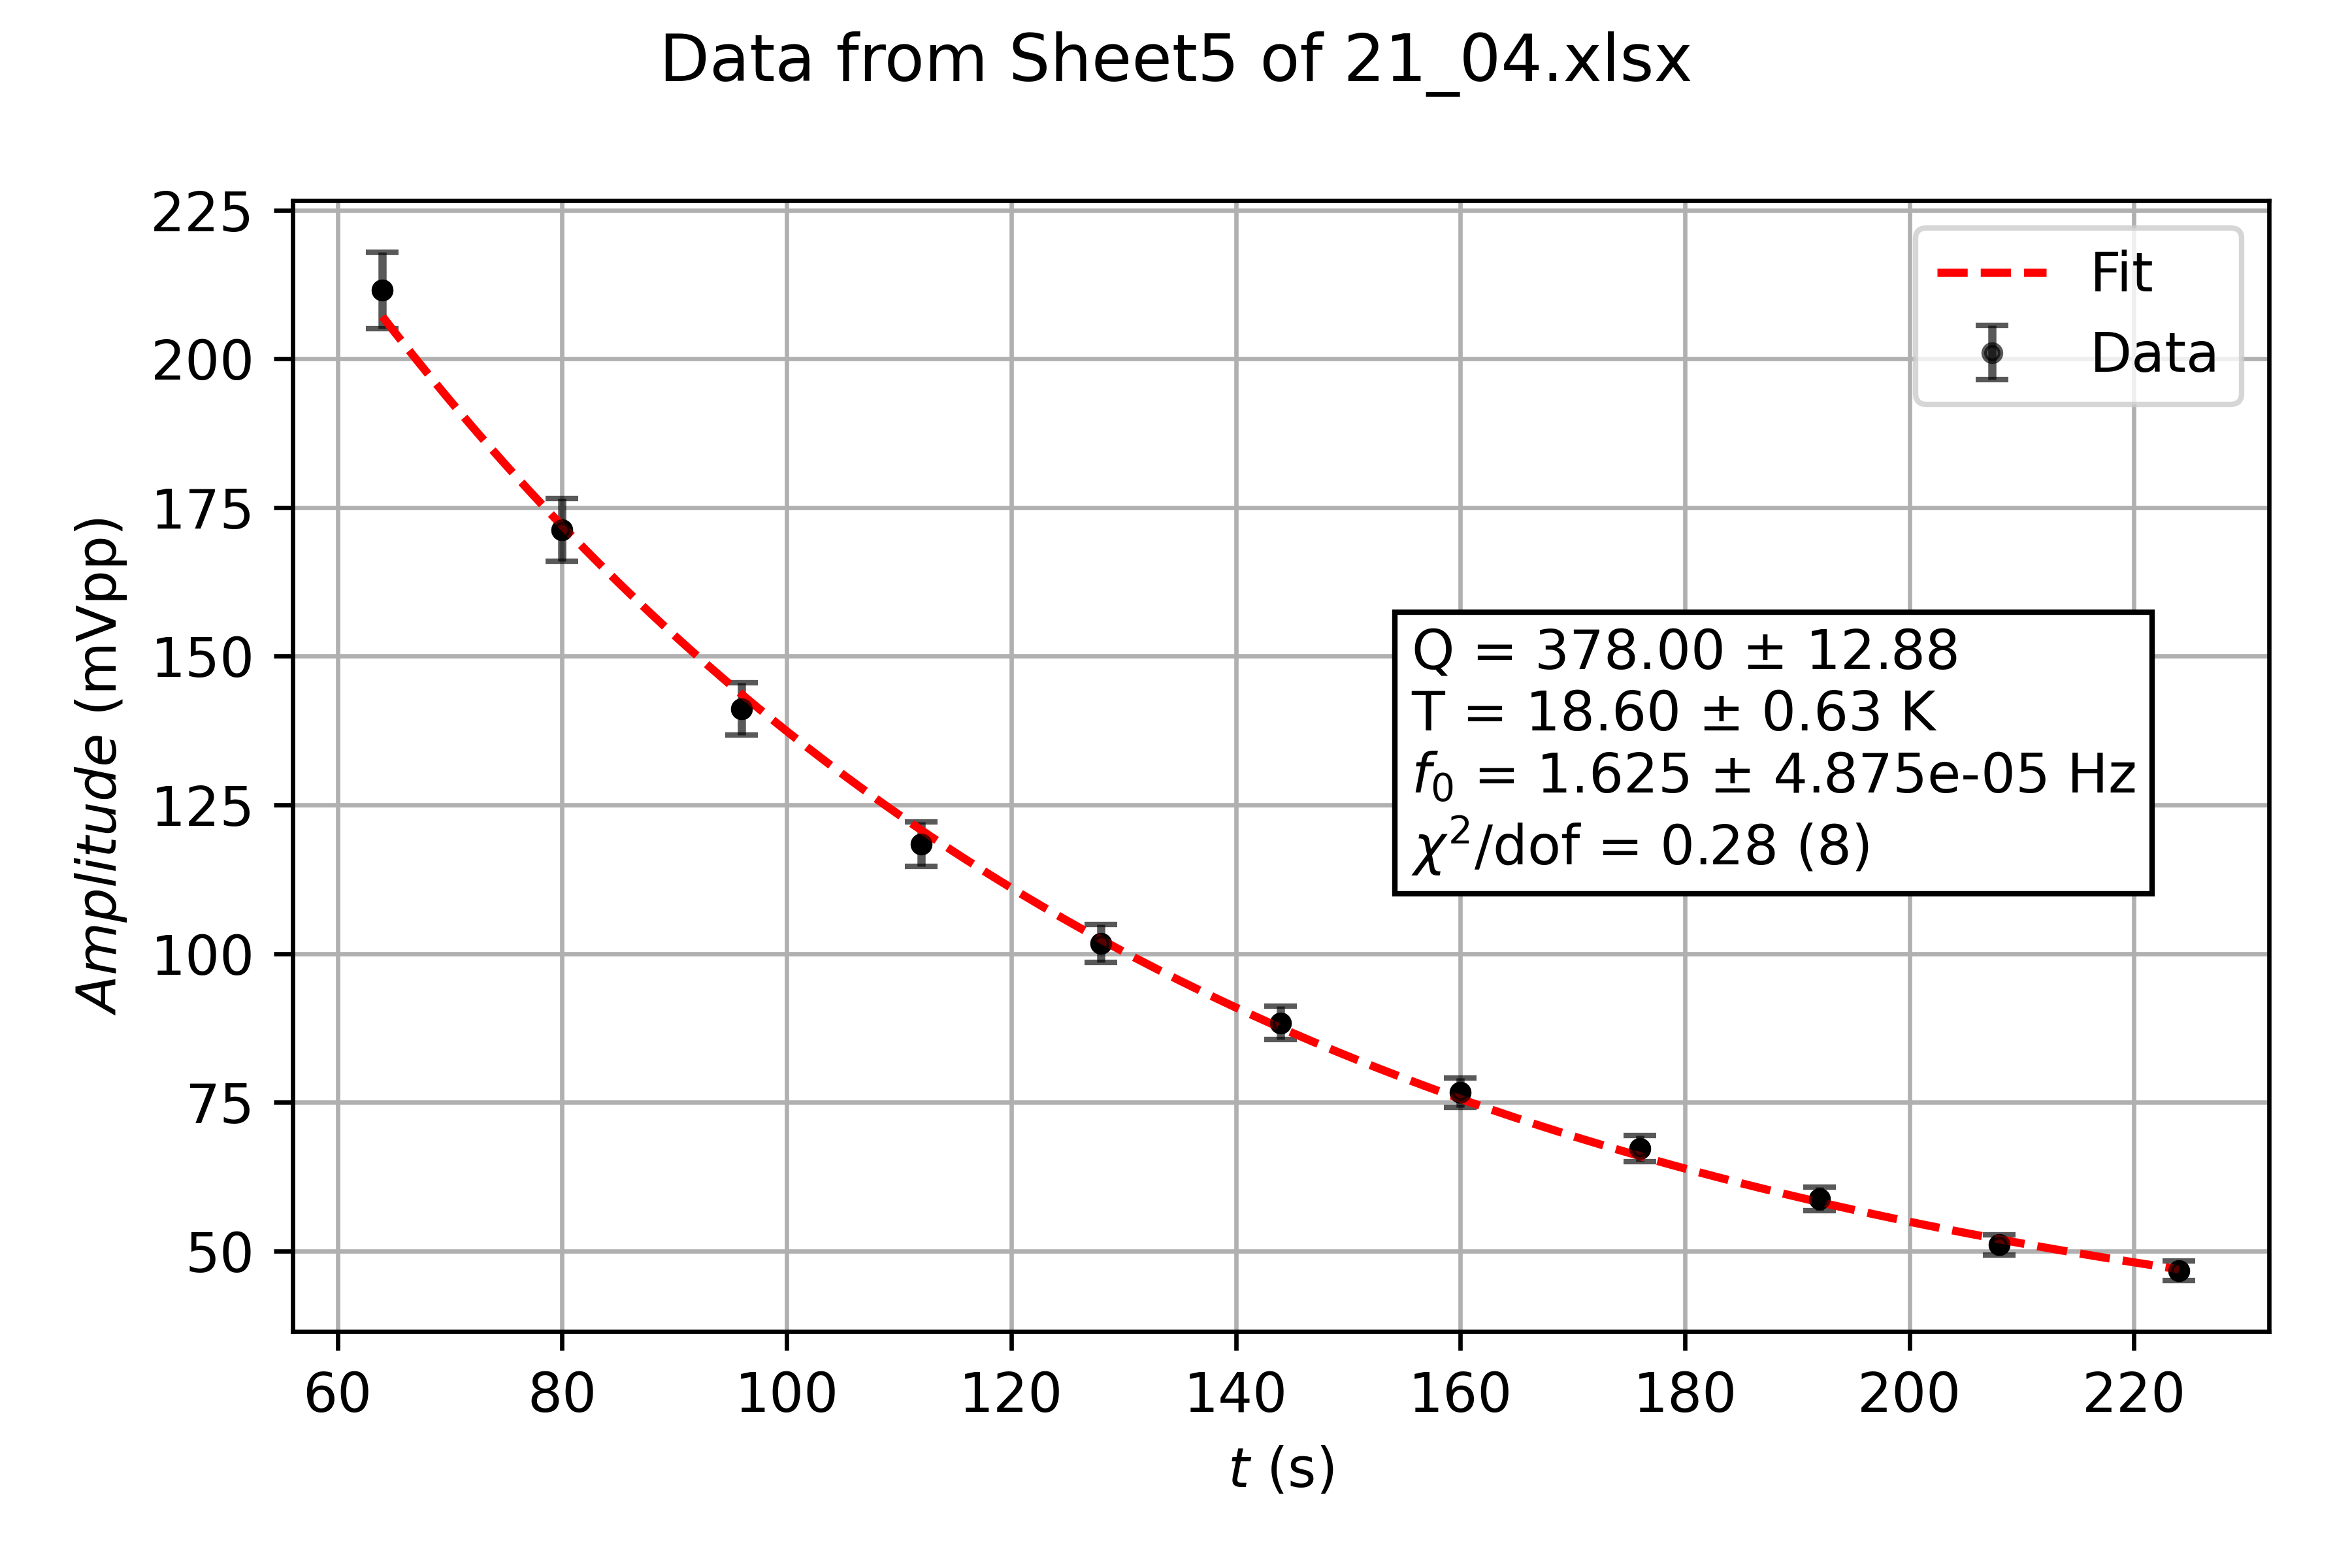 Data from Sheet5 of 21_04.xlsx
225
200
175
150
125
100
75
50
Amplitude (mVpp)
Fit
Data
Q = 378.00 ± 12.88
T = 18.60 ± 0.63 K
f₀ = 1.625 ± 4.875e-05 Hz
χ²/dof = 0.28 (8)
60 80 100 120 140 160 180 200 220
t (s)